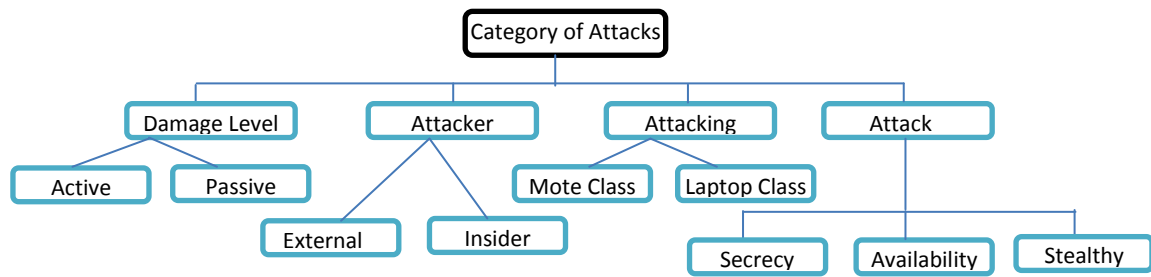 Category of Attacks
Damage Level
Attacker
Attacking
Attack
Active
Passive
Mote Class
Laptop Class
External
Insider
Secrecy
Availability
Stealthy